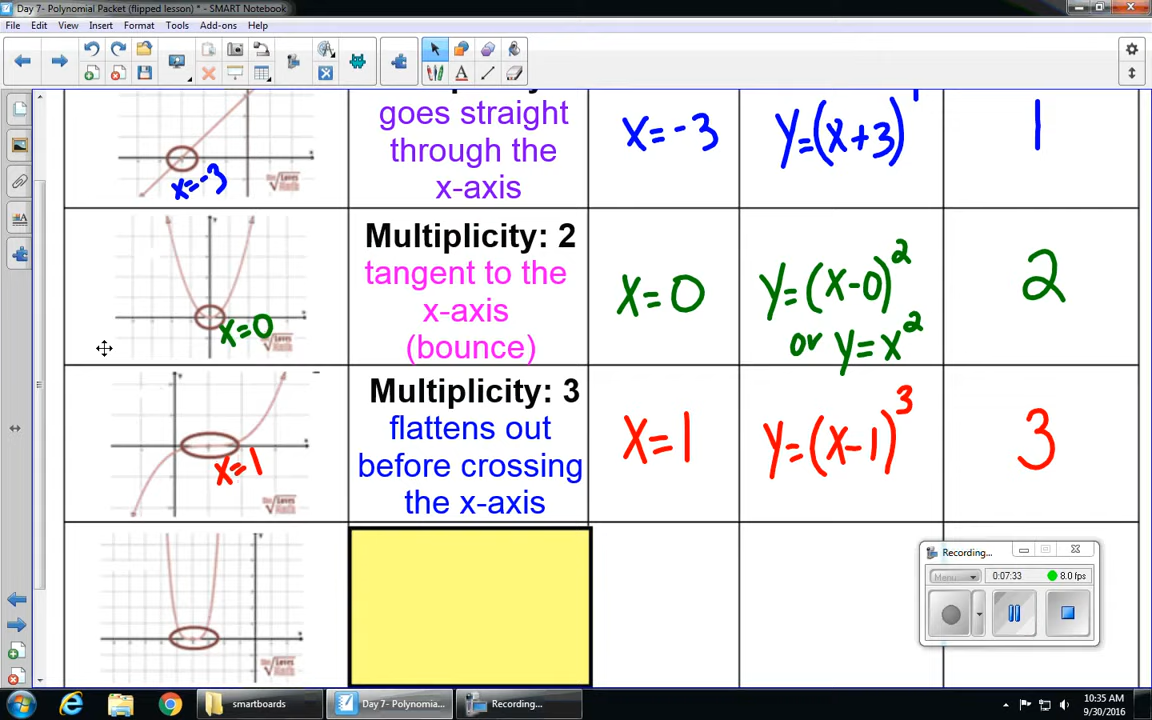 Day 7- Polynomial Packet (flipped lesson) * - SMART Notebook
File Edit View Insert Format Tools Add-ons Help
goes straight
through the
x-axis
x=-3
x=-3
y=(x+3)
1
Multiplicity: 2
tangent to the
x-axis
(bounce)
x=0
x=0
y=(x-0)²
or y=x²
2
Multiplicity: 3
flattens out
before crossing
the x-axis
x=1
x=1
y=(x-1)³
3
Recording...
Menu 0:07:33 8.0 fps
smartboards Day 7- Polynomia... Recording...
10:35 AM
9/30/2016